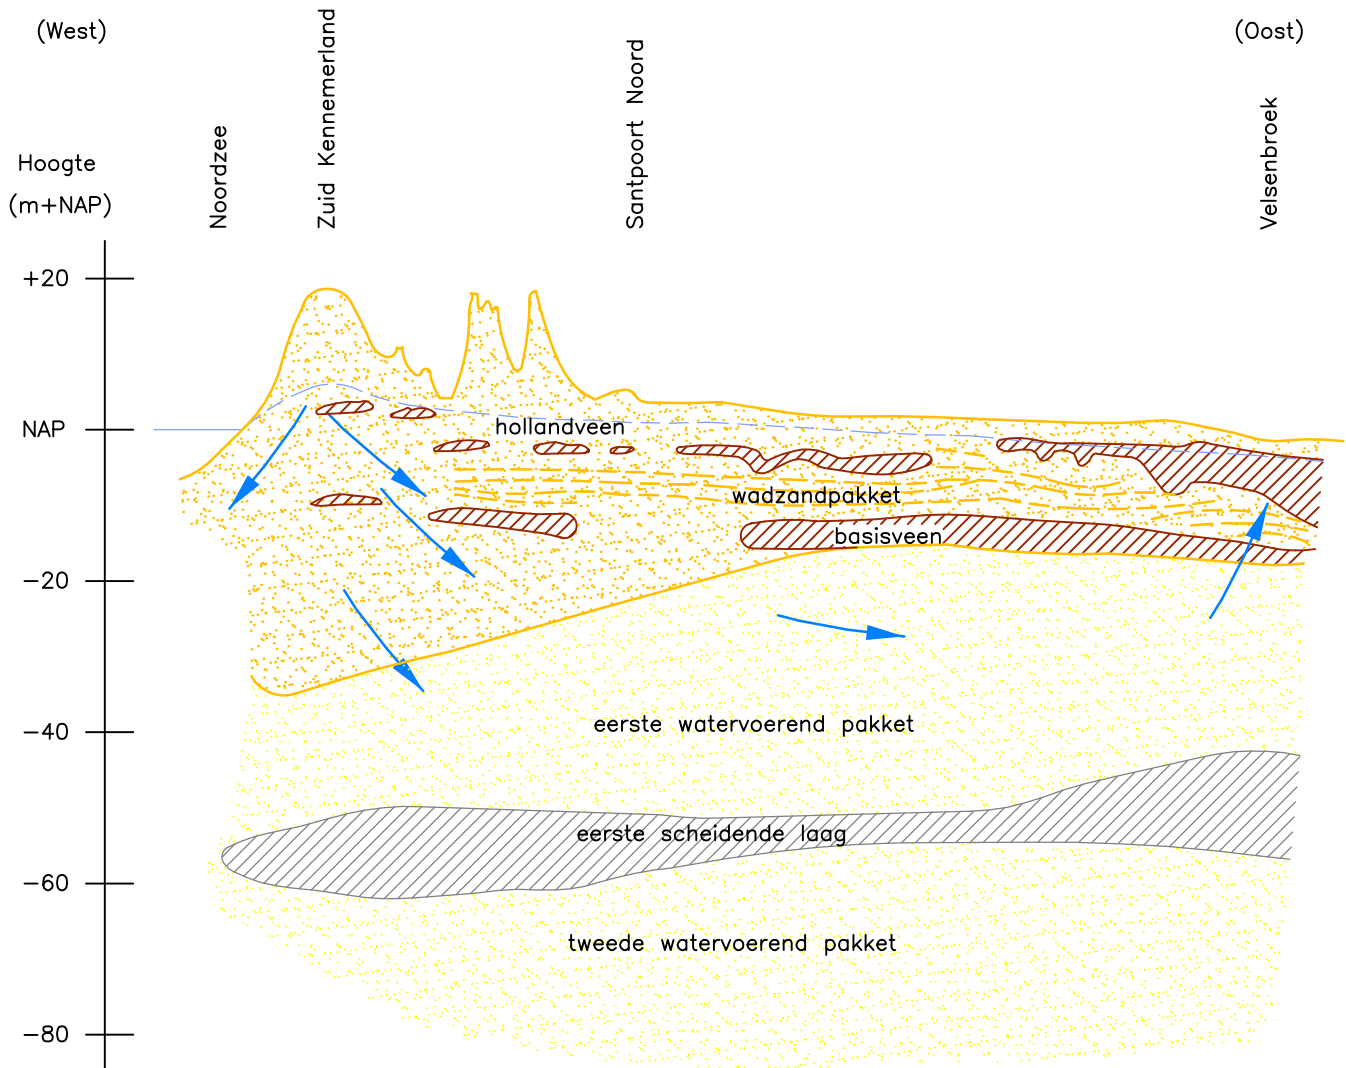 (West)
(Oost)
Noordzee
Zuid Kennemerland
Santpoort Noord
Velsenbroek
Hoogte
(m+NAP)
+20
NAP
-20
-40
-60
-80
hollandveen
wadzandpakket
basisveen
eerste watervoerend pakket
eerste scheidende laag
tweede watervoerend pakket